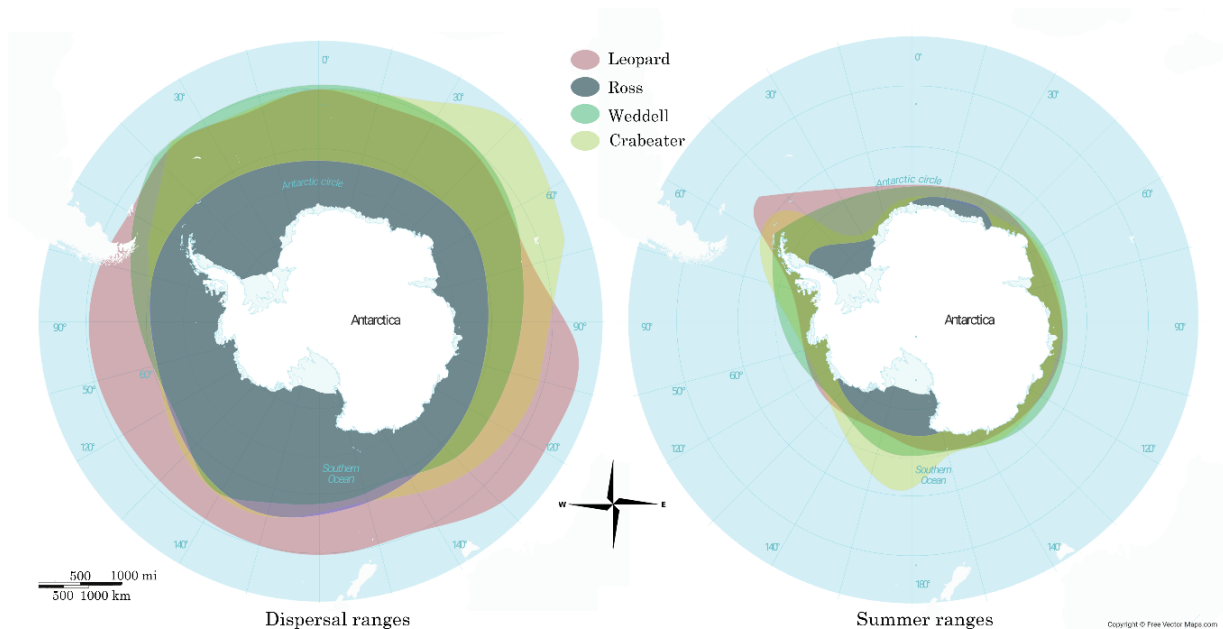 Leopard
Ross
Weddell
Crabeater
0°
30°
30°
60°
Antarctic circle
90°
Antarctica
90°
60°
50°
120°
120°
Southern
Ocean
140°
140°
500 1000 mi
500 1000 km
Dispersal ranges
W E
0°
30°
30°
60°
60°
Antarctic circle
90°
Antarctica
90°
60°
50°
120°
120°
Southern
Ocean
140°
140°
180°
Summer ranges
Copyright © Free Vector Maps.com